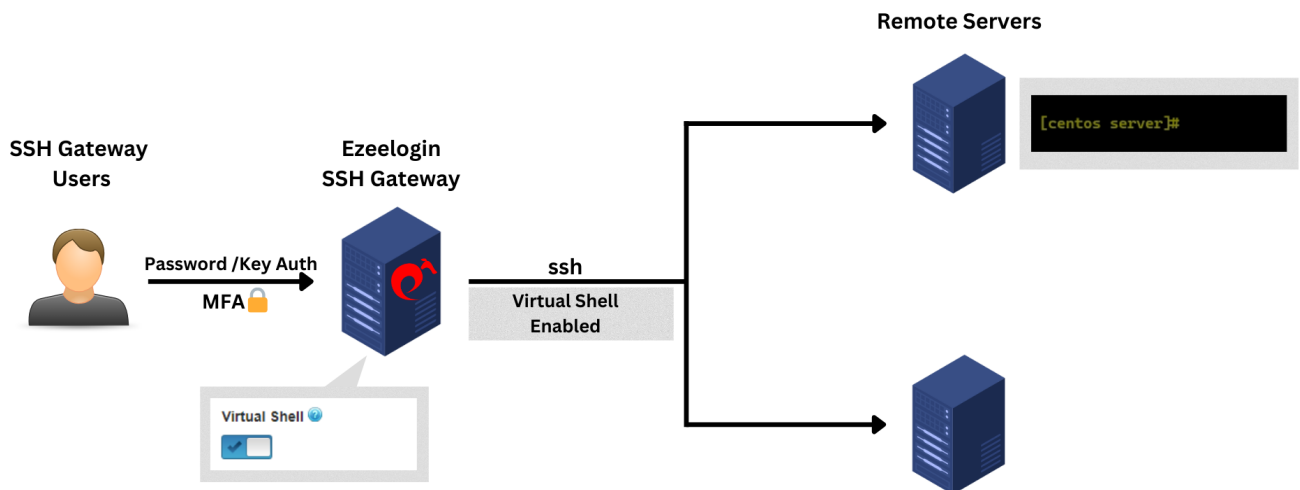 Remote Servers
[centos server]#
SSH Gateway
Users
Ezeelogin
SSH Gateway
Password /Key Auth
MFA
ssh
Virtual Shell
Enabled
Virtual Shell ?